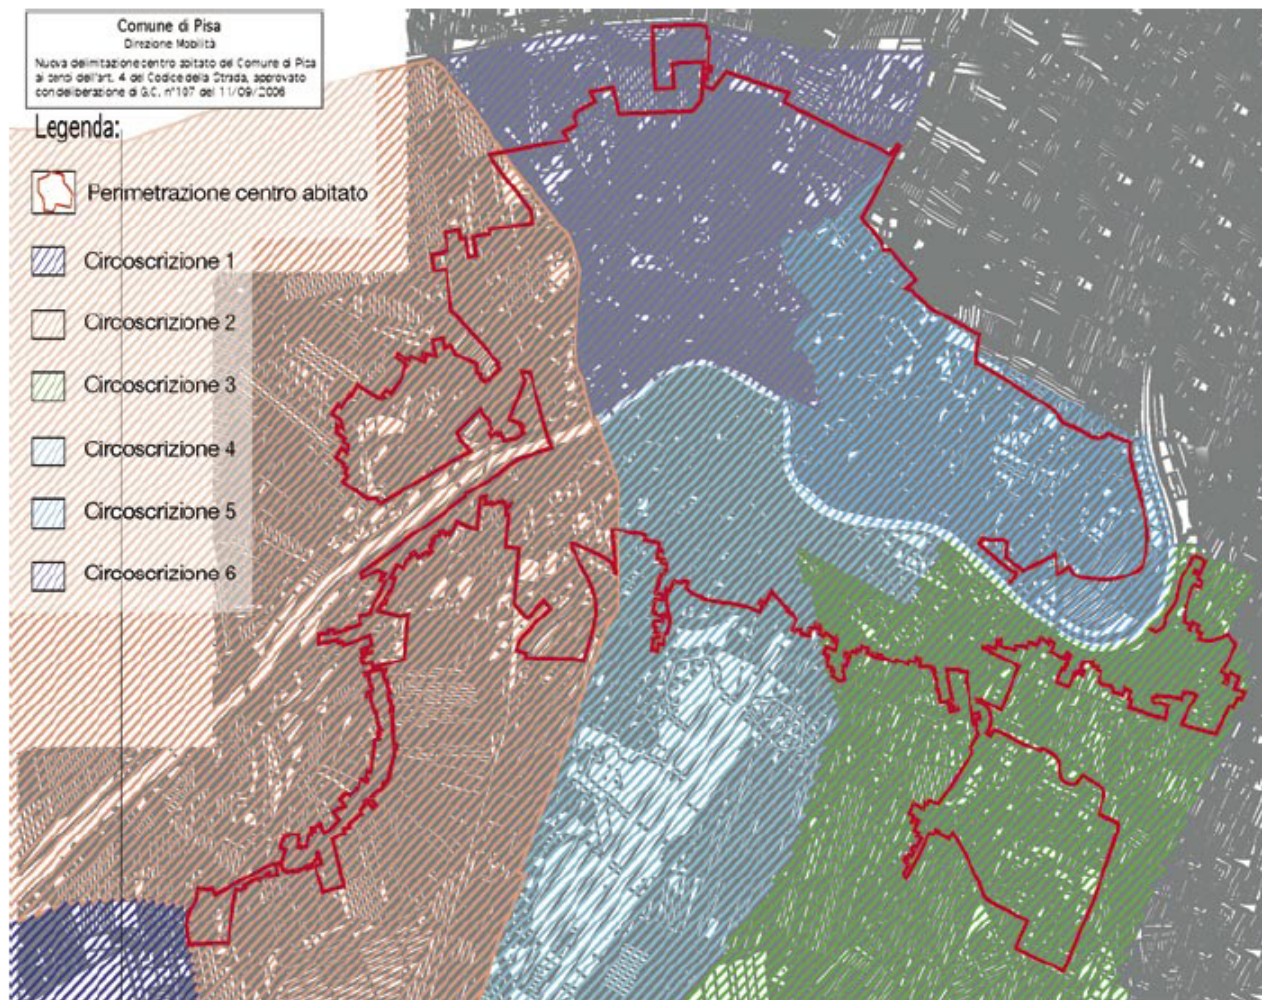 Comune di Pisa
Direzione Mobilità
Nuova delimitazione centro abitato del Comune di Pisa
ai sensi dell'art. 4 del Codice della Strada, approvato
con deliberazione di G.C. n°197 del 11/09/2006
Legenda:
Perimetrazione centro abitato
Circoscrizione 1
Circoscrizione 2
Circoscrizione 3
Circoscrizione 4
Circoscrizione 5
Circoscrizione 6